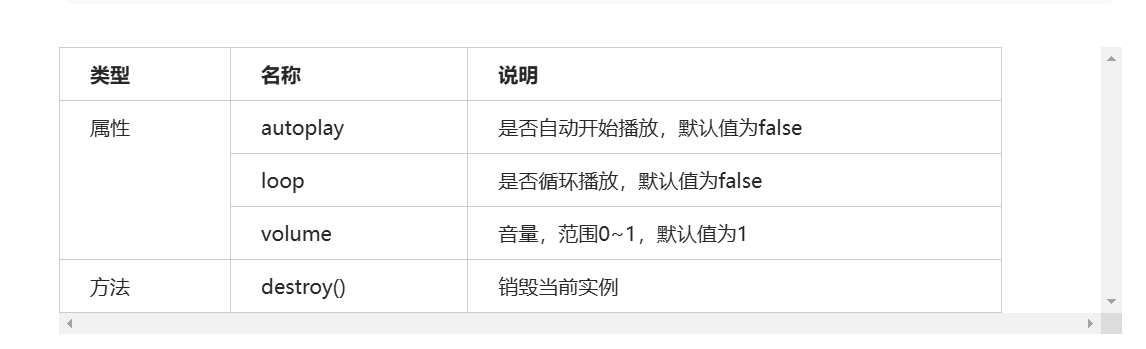 类型 名称 说明
属性 autoplay 是否自动开始播放，默认值为false
loop 是否循环播放，默认值为false
volume 音量，范围0~1，默认值为1
方法 destroy() 销毁当前实例